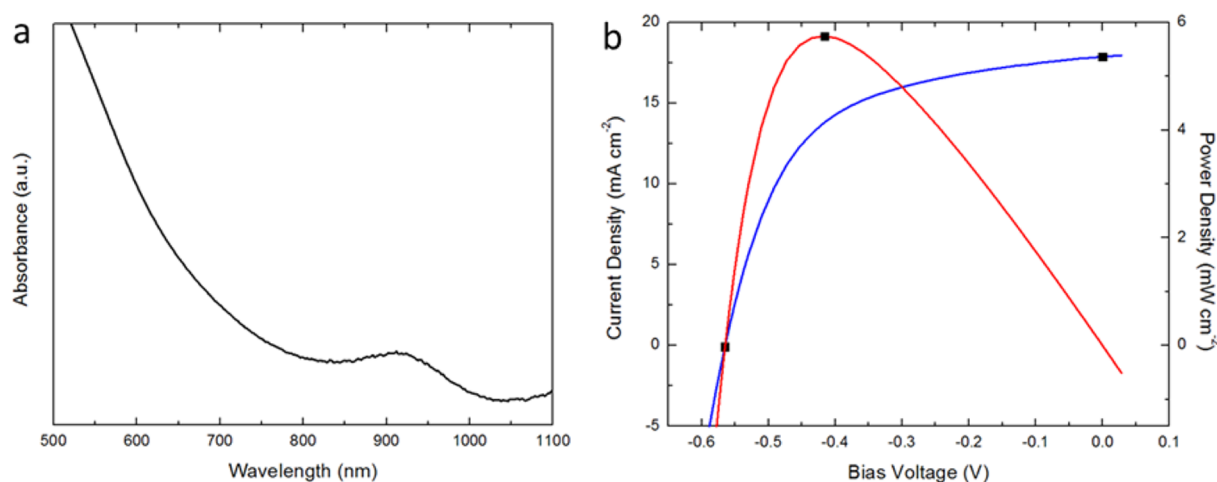 a
Absorbance (a.u.)
500 600 700 800 900 1000 1100
Wavelength (nm)
b
20
15
10
5
0
-5
Current Density (mA cm⁻²)
6
4
2
0
Power Density (mW cm⁻²)
-0.6 -0.5 -0.4 -0.3 -0.2 -0.1 0.0 0.1
Bias Voltage (V)